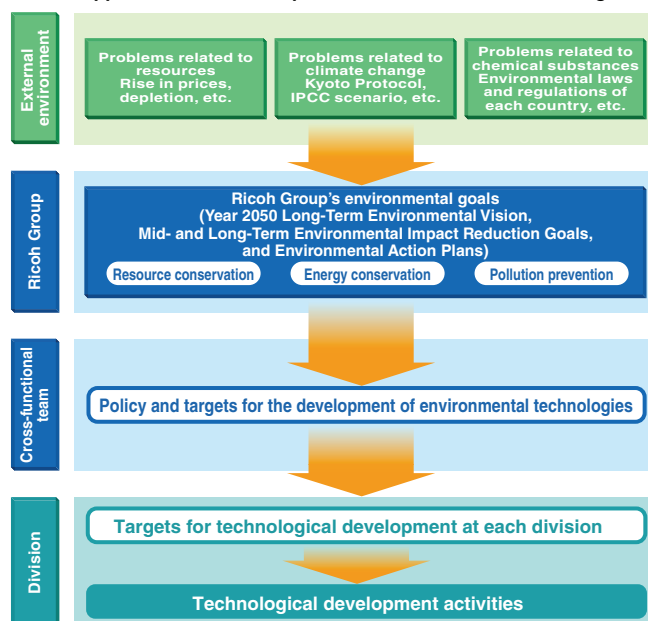 External
environment
Problems related to
resources
Rise in prices,
depletion, etc.
Problems related to
climate change
Kyoto Protocol,
IPCC scenario, etc.
Problems related to
chemical substances
Environmental laws
and regulations of
each country, etc.
Ricoh Group
Ricoh Group's environmental goals
(Year 2050 Long-Term Environmental Vision,
Mid- and Long-Term Environmental Impact Reduction Goals,
and Environmental Action Plans)
Resource conservation
Energy conservation
Pollution prevention
Cross-functional
team
Policy and targets for the development of environmental technologies
Division
Targets for technological development at each division
Technological development activities